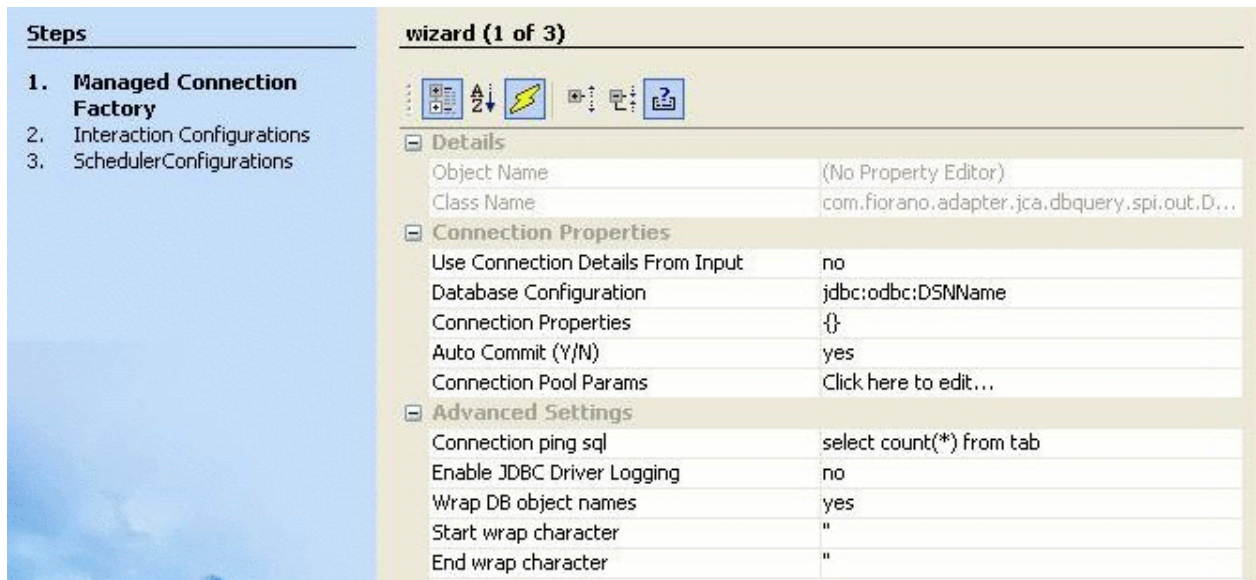 Steps
1. Managed Connection
Factory
2. Interaction Configurations
3. SchedulerConfigurations
wizard (1 of 3)
Details
Object Name (No Property Editor)
Class Name com.fiorano.adapter.jca.dbquery.spi.out.D...
Connection Properties
Use Connection Details From Input no
Database Configuration jdbc:odbc:DSNName
Connection Properties {}
Auto Commit (Y/N) yes
Connection Pool Params Click here to edit...
Advanced Settings
Connection ping sql select count(*) from tab
Enable JDBC Driver Logging no
Wrap DB object names yes
Start wrap character "
End wrap character "